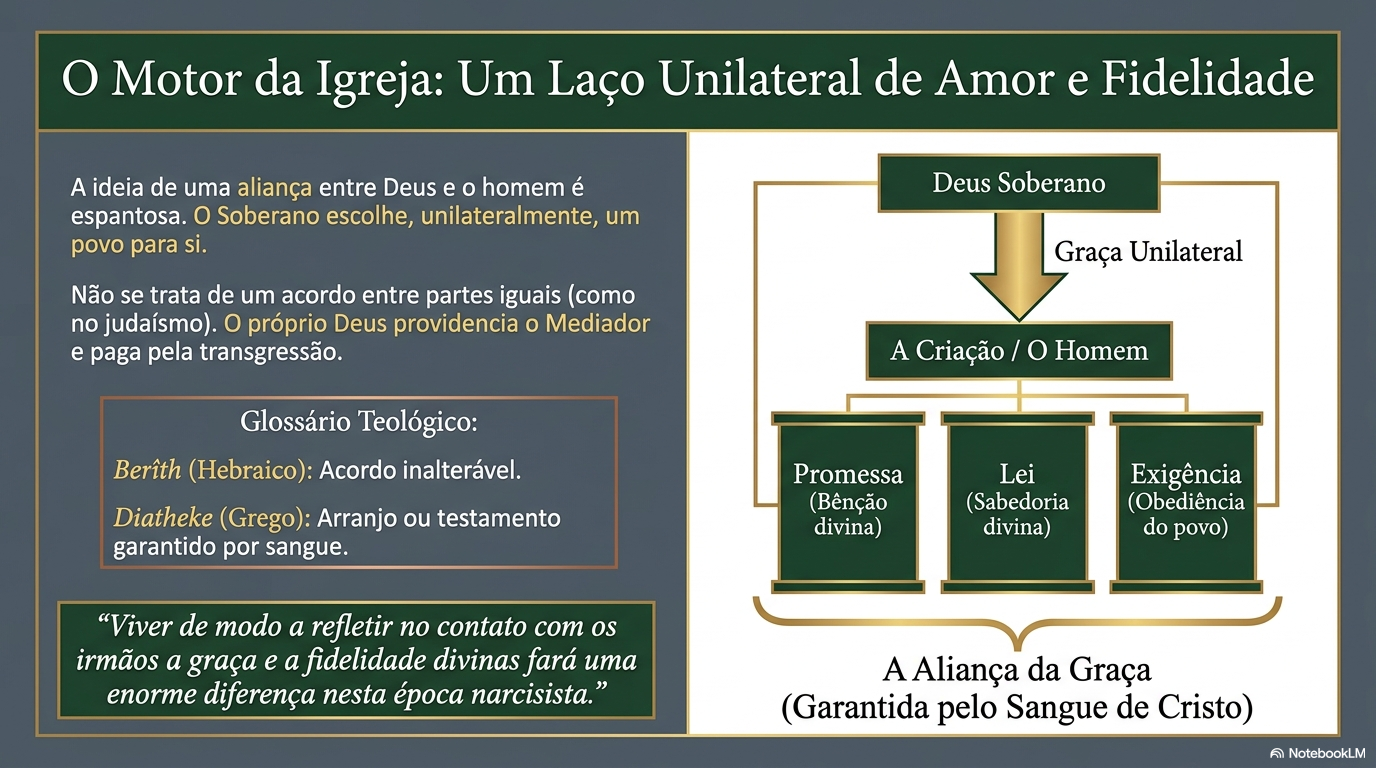 O Motor da Igreja: Um Laço Unilateral de Amor e Fidelidade
A ideia de uma aliança entre Deus e o homem é
espantosa. O Soberano escolhe, unilateralmente, um
povo para si.
Não se trata de um acordo entre partes iguais (como
no judaísmo). O próprio Deus providencia o Mediador
e paga pela transgressão.
Glossário Teológico:
Berîth (Hebraico): Acordo inalterável.
Diatheke (Grego): Arranjo ou testamento
garantido por sangue.
“Viver de modo a refletir no contato com os
irmãos a graça e a fidelidade divinas fará uma
enorme diferença nesta época narcisista.”
Deus Soberano
Graça Unilateral
A Criação / O Homem
Promessa
(Bênção
divina)
Lei
(Sabedoria
divina)
Exigência
(Obediência
do povo)
A Aliança da Graça
(Garantida pelo Sangue de Cristo)
NotebookLM